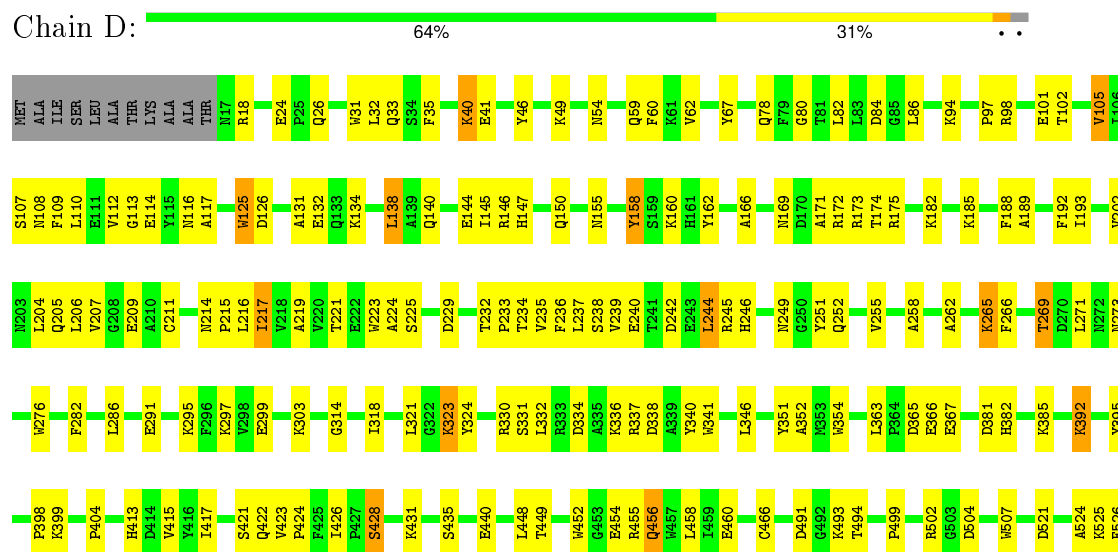 Chain D:
64% 31% • •
MET ALA ILE SER LEU ALA THR LYS ALA ALA THR N17 R18 E24 P25 Q26 W31 L32 Q33 S34 F35 K40 E41 Y46 K49 N54 Q59 F60 K61 V62 Y67 Q78 F79 G80 T81 L82 L83 D84 G85 L86 K94 P97 R98 E101 T102 V105 I106
S107 N108 F109 L110 E111 V112 G113 E114 Y115 N116 A117 W125 D126 A131 E132 Q133 K134 L138 A139 Q140 E144 I145 R146 H147 Q150 N155 Y158 S159 K160 H161 Y162 A166 N169 D170 A171 R172 R173 T174 R175 K182 K185 F188 A189 F192 I193
N203 L204 Q205 L206 V207 G208 E209 A210 C211 N214 P215 L216 I217 V218 A219 V220 T221 E222 W223 A224 S225 D229 T232 P233 T234 V235 F236 L237 S238 V239 E240 T241 D242 E243 L244 R245 H246 N249 G250 Y251 Q252 V255 A258 A262 K265 F266 T269 D270 L271 N272
W276 F282 L286 E291 K295 F296 K297 V298 E299 K303 G314 I318 L321 G322 K323 Y324 R330 S331 L332 R333 D334 A335 K336 R337 D338 A339 Y340 W341 L346 Y351 A352 M353 W354 L363 P364 D365 E366 E367 D381 H382 K385 K392
P398 K399 P404 H413 D414 V415 Y416 I417 S421 Q422 V423 P424 F425 I426 P427 S428 K431 S435 E440 L448 T449 W452 G453 E454 R455 Q456 W457 L458 I459 E460 C466 D491 G492 K493 T494 P499 R502 G503 D504 W507 D521 A524 K525